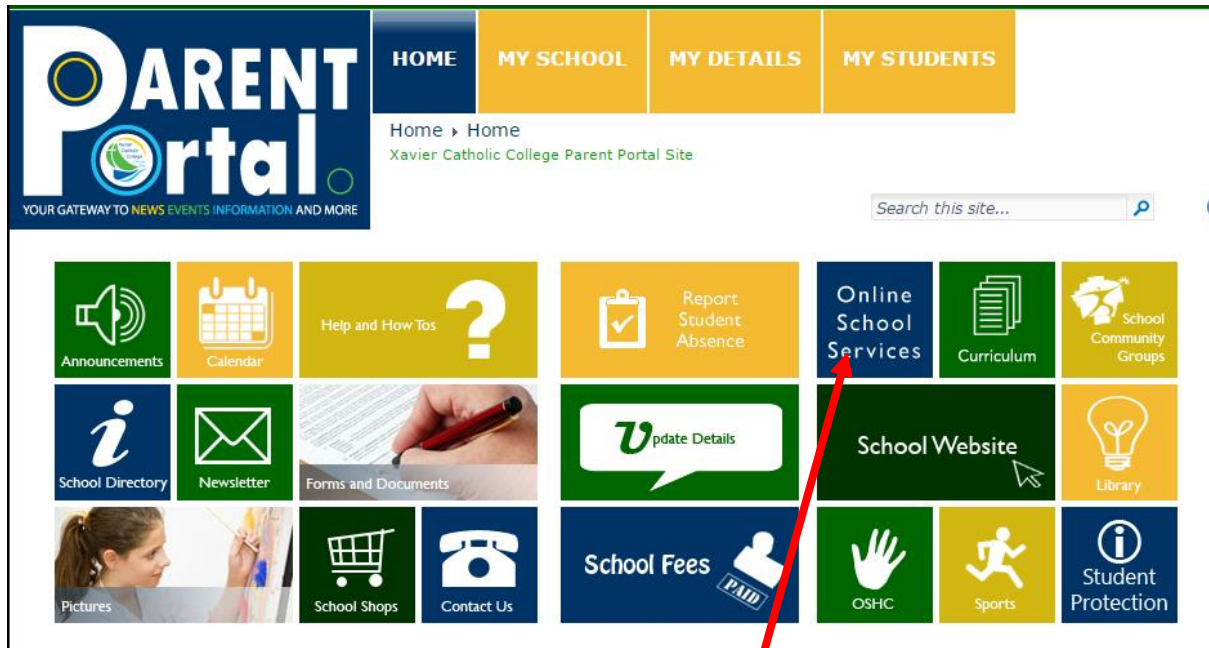 PARENT
Portal.
YOUR GATEWAY TO NEWS EVENTS INFORMATION AND MORE
HOME
MY SCHOOL
MY DETAILS
MY STUDENTS
Home ▸ Home
Xavier Catholic College Parent Portal Site
Search this site...
Announcements
Calendar
Help and How Tos
?
Report
Student
Absence
Online
School
Services
Curriculum
School
Community
Groups
School Directory
Newsletter
Forms and Documents
Update Details
School Website
Library
Pictures
School Shops
Contact Us
School Fees
PAID
OSHC
Sports
Student
Protection